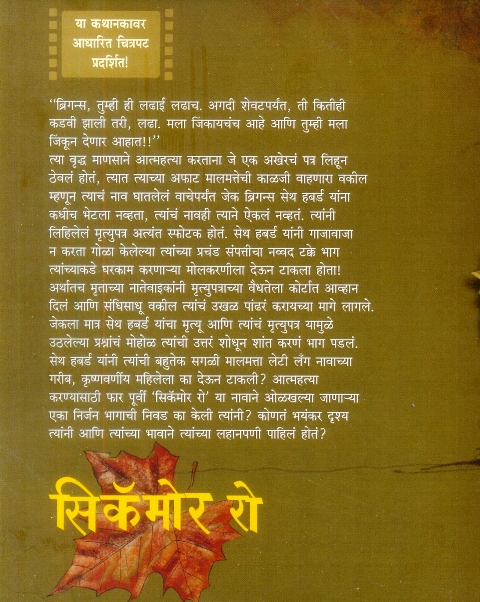 या कथानकावर
आधारित चित्रपट
प्रदर्शित!
“ब्रिगन्स, तुम्ही ही लढाई लढाच. अगदी शेवटपर्यंत, ती कितीही
कडवी झाली तरी, लढा. मला जिंकायचंच आहे आणि तुम्ही मला
जिंकून देणार आहात!!”
त्या वृद्ध माणसाने आत्महत्या करताना जे एक अखेरचं पत्र लिहून
ठेवलं होतं, त्यात त्याच्या अफाट मालमत्तेची काळजी वाहणारा वकील
म्हणून त्याचं नाव घातलेलं वाचेपर्यंत जेक ब्रिगन्स सेथ हबर्ड यांना
कधीच भेटला नव्हता, त्यांचं नावही त्याने ऐकलं नव्हतं. त्यांनी
लिहिलेलं मृत्युपत्र अत्यंत स्फोटक होतं. सेथ हबर्ड यांनी गाजावाजा
न करता गोळा केलेल्या त्यांच्या प्रचंड संपत्तीचा नव्वद टक्के भाग
त्यांच्याकडे घरकाम करणाऱ्या मोलकरणीला देऊन टाकला होता!
अर्थातच मृताच्या नातेवाइकांनी मृत्युपत्राच्या वैधतेला कोर्टात आव्हान
दिलं आणि संधिसाधू वकील त्यांचं उखळ पांढरं करायच्या मागे लागले.
जेकला मात्र सेथ हबर्ड यांचा मृत्यू आणि त्यांचं मृत्युपत्र यामुळे
उठलेल्या प्रश्नांचं मोहोळ त्यांची उत्तरं शोधून शांत करणं भाग पडलं.
सेथ हबर्ड यांनी त्यांची बहुतेक सगळी मालमत्ता लेटी लँग नावाच्या
गरीब, कृष्णवर्णीय महिलेला का देऊन टाकली? आत्महत्या
करण्यासाठी फार पूर्वी ‘सिकॅमोर रो’ या नावाने ओळखल्या जाणाऱ्या
एका निर्जन भागाची निवड का केली त्यांनी? कोणतं भयंकर दृश्य
त्यांनी आणि त्यांच्या भावाने त्यांच्या लहानपणी पाहिलं होतं?
सिकॅमोर रो